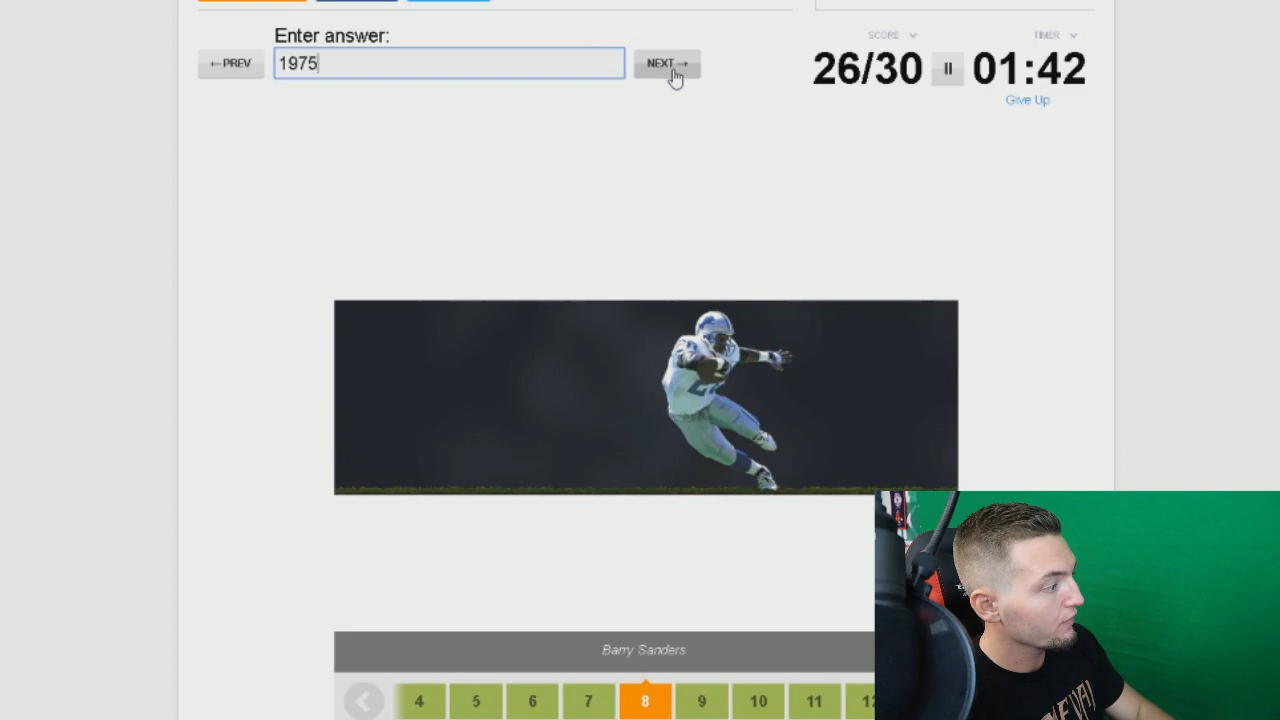 Enter answer:
←PREV
1975
NEXT→
SCORE
TIMER
26/30
01:42
Give Up
Barry Sanders
4 5 6 7 8 9 10 11